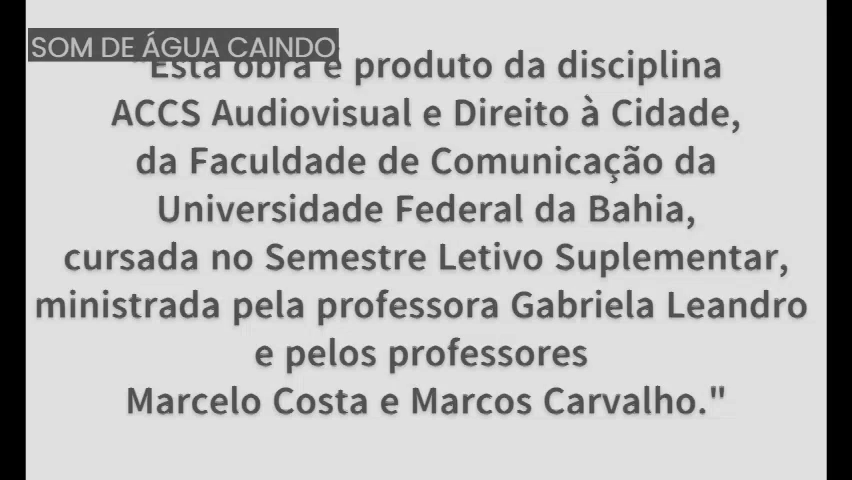 SOM DE ÁGUA CAINDO
"Esta obra é produto da disciplina
ACCS Audiovisual e Direito à Cidade,
da Faculdade de Comunicação da
Universidade Federal da Bahia,
cursada no Semestre Letivo Suplementar,
ministrada pela professora Gabriela Leandro
e pelos professores
Marcelo Costa e Marcos Carvalho."